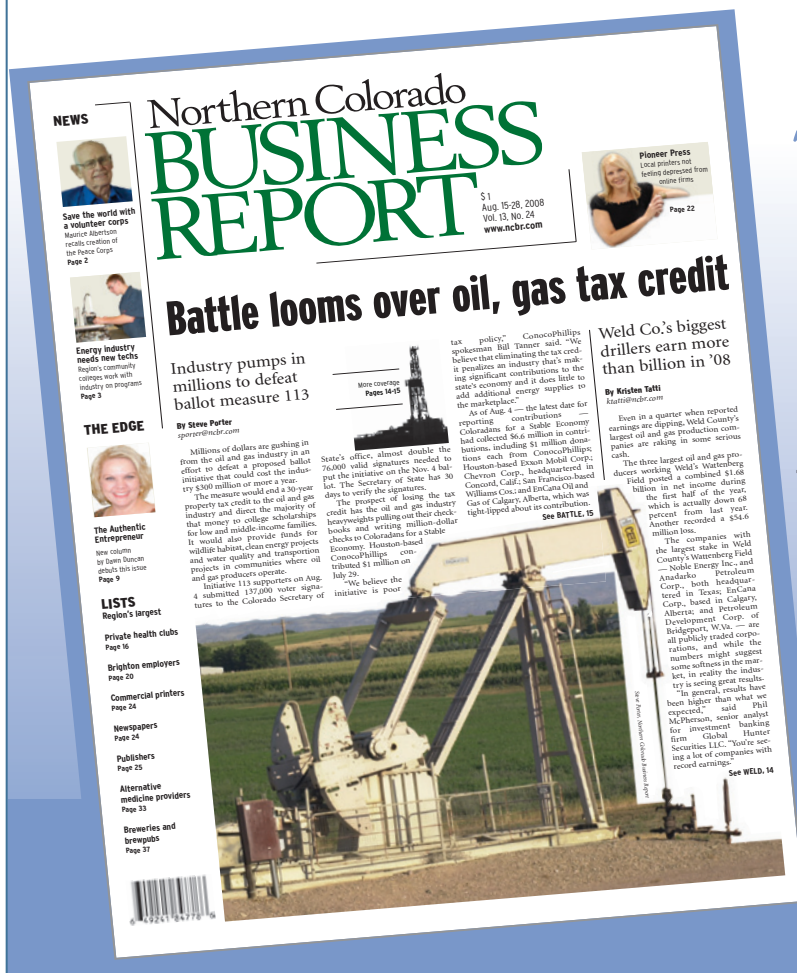 NEWS
Save the world with
a volunteer corps
Maurice Albertson
recalls creation of
the Peace Corps
Page 2
Energy industry
needs new techs
Region's community
colleges work with
industry on programs
Page 3
THE EDGE
The Authentic
Entrepreneur
New column
by Dawn Duncan
debuts this issue
Page 9
LISTS
Region's largest
Private health clubs
Page 16
Brighton employers
Page 20
Commercial printers
Page 24
Newspapers
Page 24
Publishers
Page 25
Alternative
medicine providers
Page 33
Breweries and
brewpubs
Page 37
Northern Colorado
BUSINESS
REPORT
$1
Aug. 15-28, 2008
Vol. 13, No. 24
www.ncbr.com
Pioneer Press
Local printers not
feeling depressed from
online firms
Page 22
Battle looms over oil, gas tax credit
Industry pumps in
millions to defeat
ballot measure 113
By Steve Porter
sporter@ncbr.com
Millions of dollars are gushing in
from the oil and gas industry in an
effort to defeat a proposed ballot
initiative that could cost the indus-
try $300 million or more a year.
The measure would end a 30-year
property tax credit to the oil and gas
industry and direct the majority of
that money to college scholarships
for low and middle-income families.
It would also provide funds for
wildlife habitat, clean energy projects
and water quality and transportation
projects in communities where oil
and gas producers operate.
Initiative 113 supporters on Aug.
4 submitted 137,000 voter signa-
tures to the Colorado Secretary of
More coverage
Pages 14-15
State's office, almost double the
76,000 valid signatures needed to
put the initiative on the Nov. 4 bal-
lot. The Secretary of State has 30
days to verify the signatures.
The prospect of losing the tax
credit has the oil and gas industry
heavyweights pulling out their check-
books and writing million-dollar
checks to Coloradans for a Stable
Economy. Houston-based
ConocoPhillips con-
tributed $1 million on
July 29.
"We believe the
initiative is poor
tax policy," ConocoPhillips
spokesman Bill Tanner said. "We
believe that eliminating the tax cred-
it penalizes an industry that's mak-
ing significant contributions to the
state's economy and it does little to
add additional energy supplies to
the marketplace."
As of Aug. 4 — the latest date for
reporting contributions —
Coloradans for a Stable Economy
had collected $6.6 million in contri-
butions, including $1 million dona-
tions each from ConocoPhillips;
Houston-based Exxon Mobil Corp.;
Chevron Corp., headquartered in
Concord, Calif.; San Francisco-based
Williams Cos.; and EnCana Oil and
Gas of Calgary, Alberta, which was
tight-lipped about its contribution.
See BATTLE, 15
Weld Co.'s biggest
drillers earn more
than billion in '08
By Kristen Tatti
ktatti@ncbr.com
Even in a quarter when reported
earnings are dipping, Weld County's
largest oil and gas production com-
panies are raking in some serious
cash.
The three largest oil and gas pro-
ducers working Weld's Wattenberg
Field posted a combined $1.68
billion in net income during
the first half of the year,
which is actually down 68
percent from last year.
Another recorded a $54.6
million loss.
The companies with
the largest stake in Weld
County's Wattenberg Field
— Noble Energy Inc., and
Anadarko Petroleum
Corp., both headquar-
tered in Texas; EnCana
Corp., based in Calgary,
Alberta; and Petroleum
Development Corp. of
Bridgeport, W.Va. — are
all publicly traded corpo-
rations, and while the
numbers might suggest
some softness in the mar-
ket, in reality the indus-
try is seeing great results.
"In general, results have
been higher than what we
expected," said Phil
McPherson, senior analyst
for investment banking
firm Global Hunter
Securities LLC. "You're see-
ing a lot of companies with
record earnings."
See WELD, 14
Steve Porter, Northern Colorado Business Report